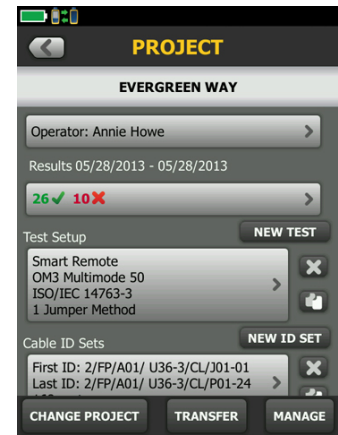 PROJECT
EVERGREEN WAY
Operator: Annie Howe
Results 05/28/2013 - 05/28/2013
26✔ 10✖
Test Setup
NEW TEST
Smart Remote
OM3 Multimode 50
ISO/IEC 14763-3
1 Jumper Method
Cable ID Sets
NEW ID SET
First ID: 2/FP/A01/ U36-3/CL/J01-01
Last ID: 2/FP/A01/ U36-3/CL/P01-24
CHANGE PROJECT
TRANSFER
MANAGE